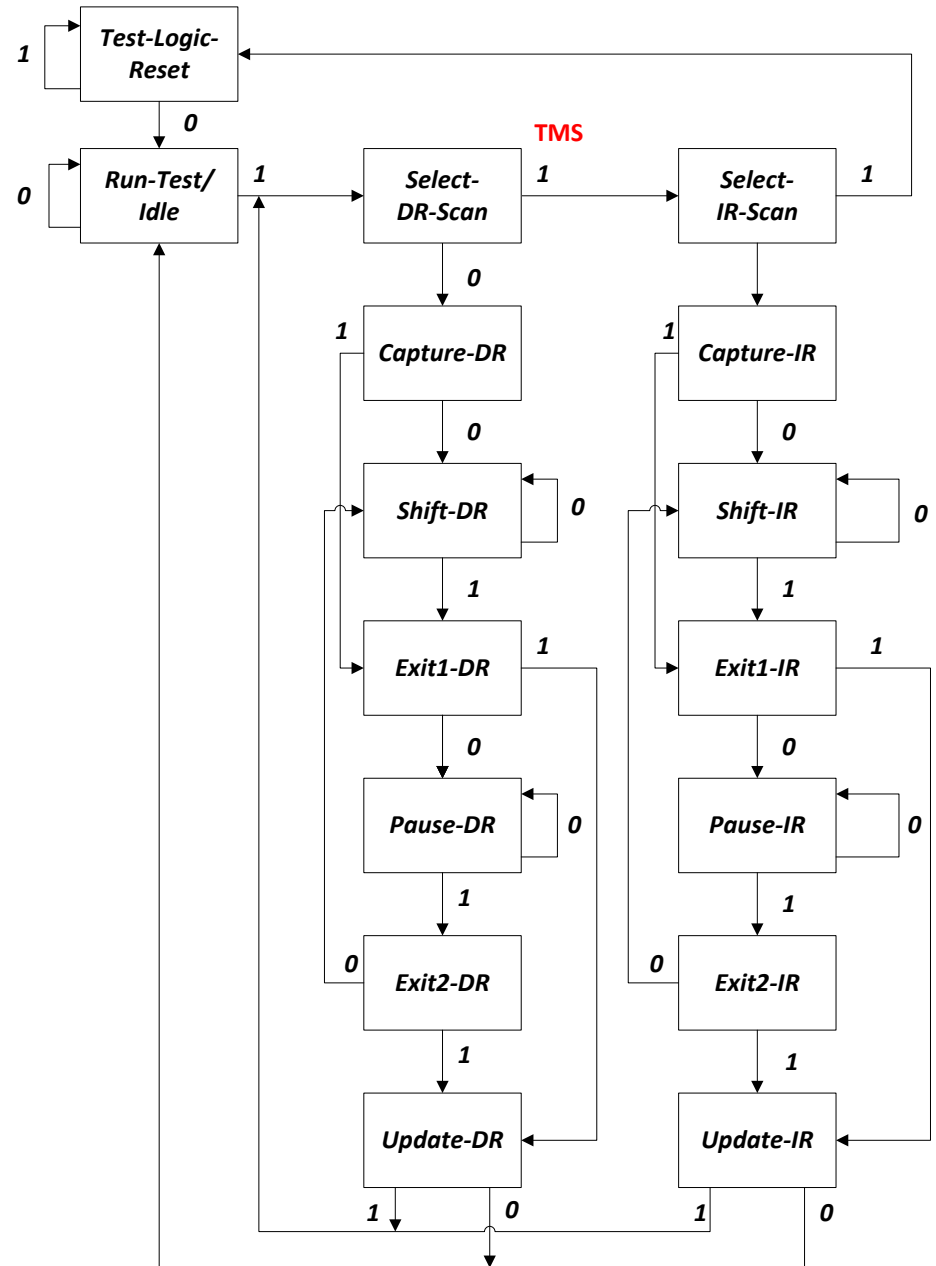 Test-Logic-
Reset
1
0
TMS
Run-Test/
Idle
0
1
Select-
DR-Scan
1
Select-
IR-Scan
1
0
1
Capture-DR
1
Capture-IR
0
0
Shift-DR
0
Shift-IR
0
1
1
Exit1-DR
1
Exit1-IR
1
0
0
Pause-DR
0
Pause-IR
0
1
1
0
Exit2-DR
0
Exit2-IR
1
1
Update-DR
Update-IR
1
0
1
0